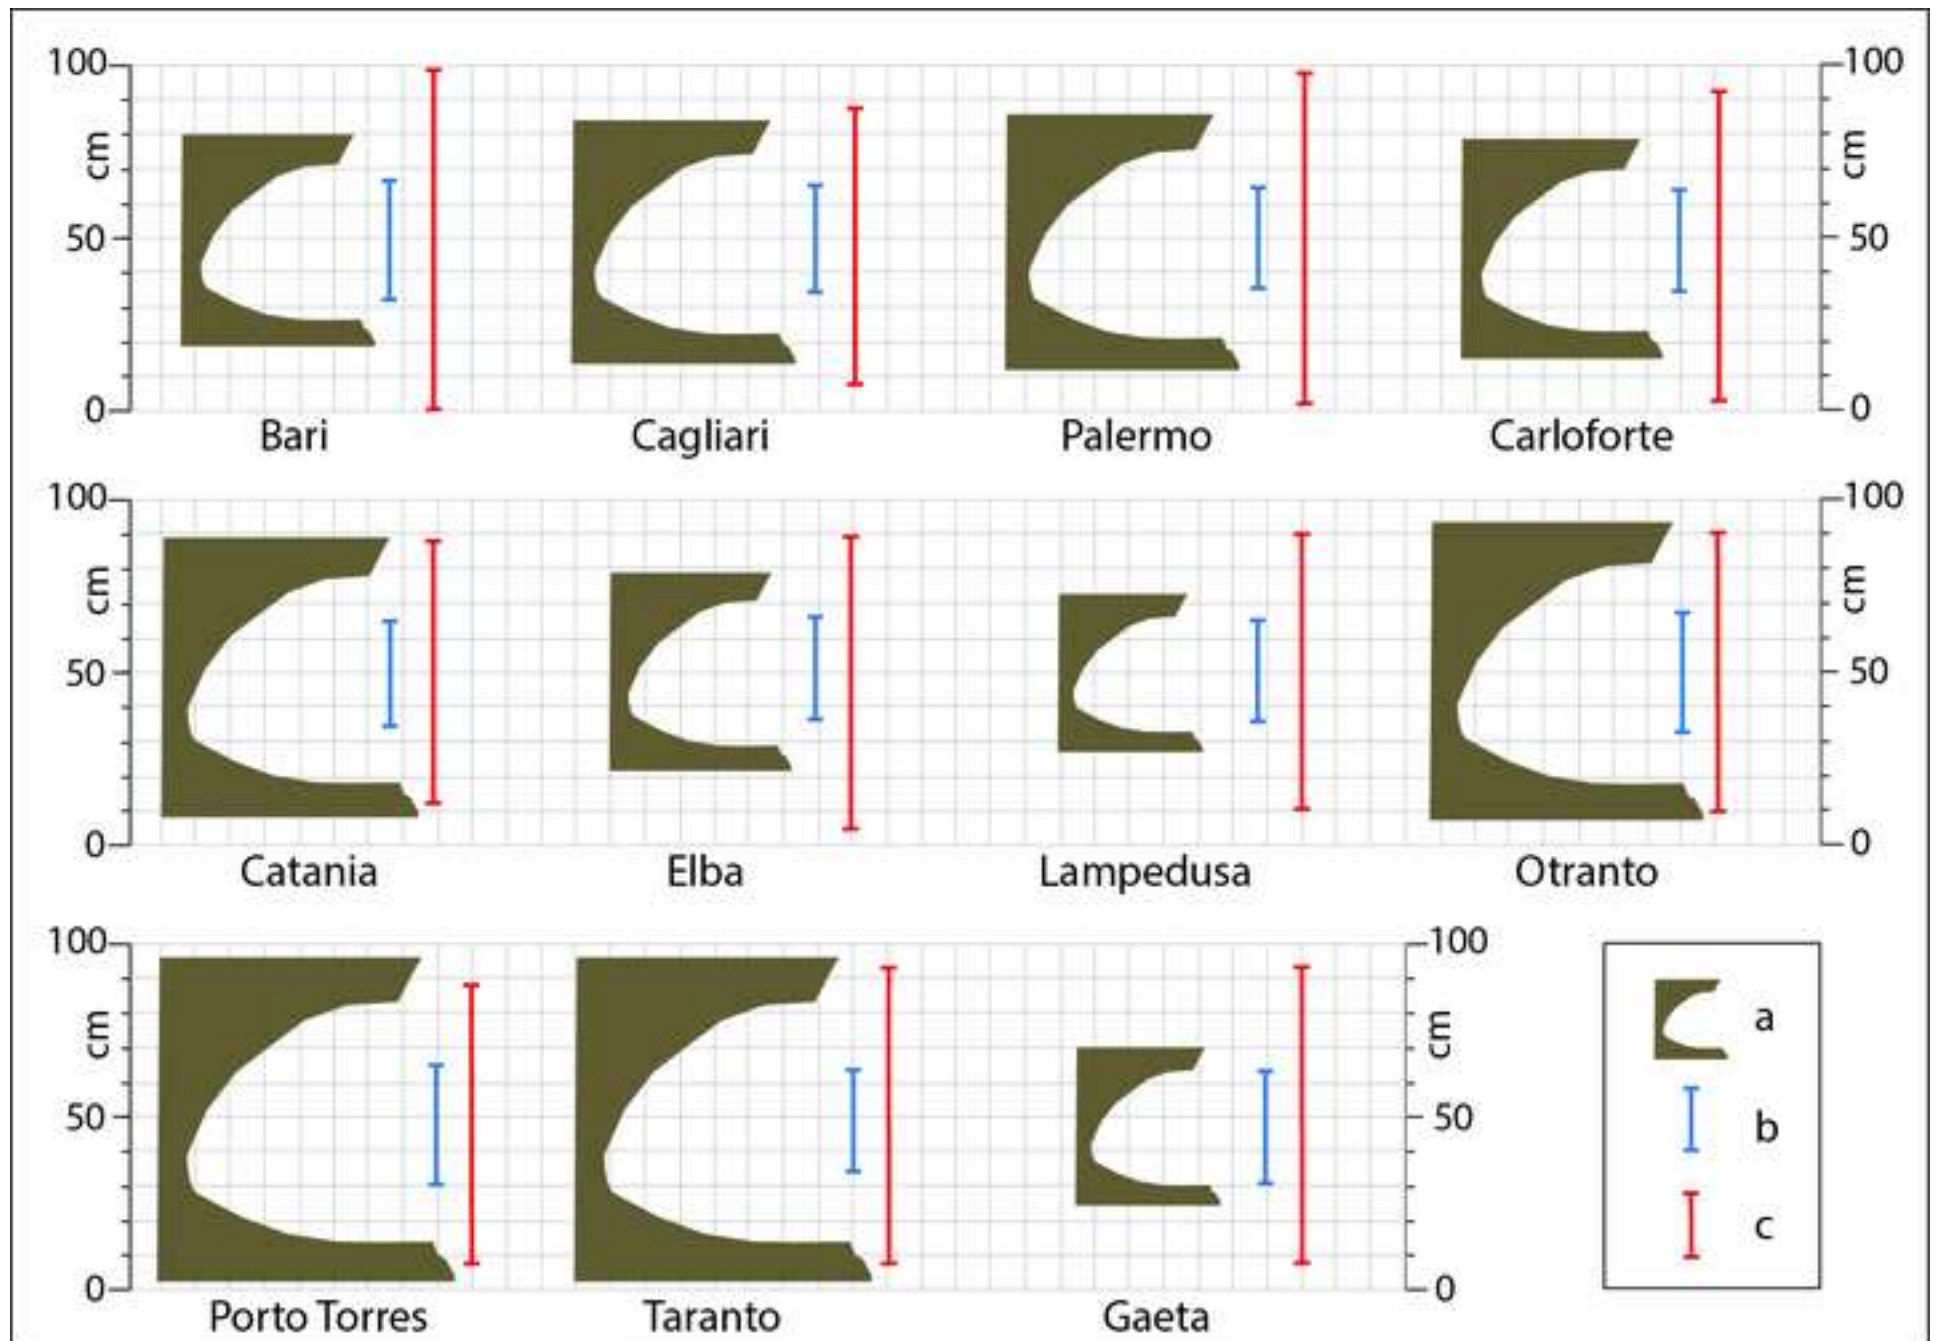 100 100
cm cm
50 50
0 0
Bari Cagliari Palermo Carloforte
100 100
cm cm
50 50
0 0
Catania Elba Lampedusa Otranto
100 100
cm cm
50 50
0 0
Porto Torres Taranto Gaeta
a
b
c